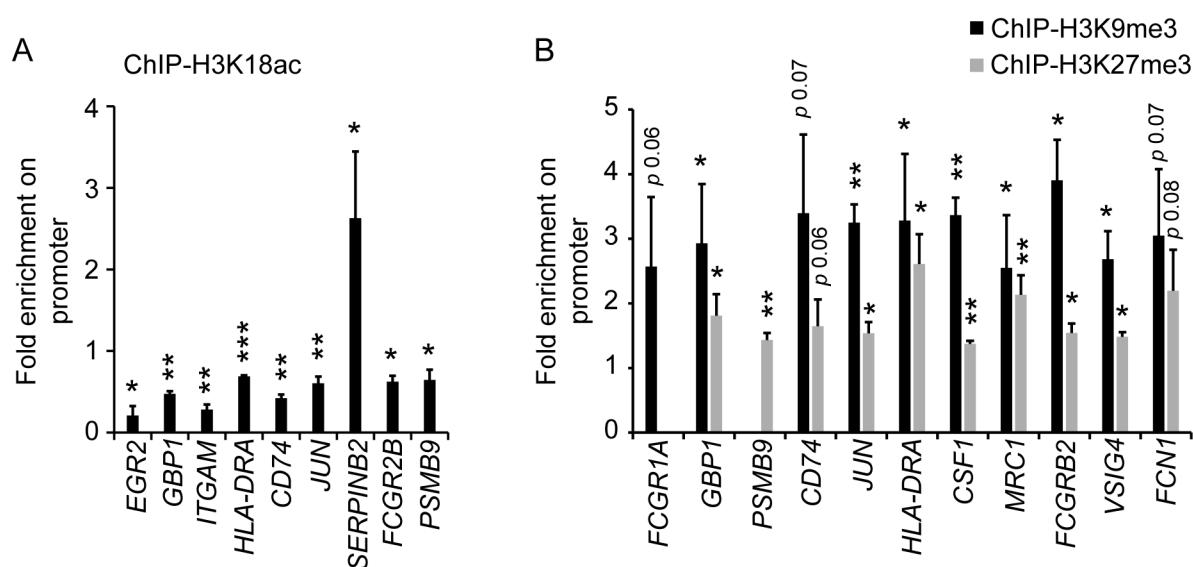 A
ChIP-H3K18ac
Fold enrichment on
promoter
4
3
2
1
0
*
**
**
***
**
**
*
*
*
EGR2
GBP1
ITGAM
HLA-DRA
CD74
JUN
SERPINB2
FCGR2B
PSMB9
B
ChIP-H3K9me3
ChIP-H3K27me3
Fold enrichment on
promoter
5
4
3
2
1
0
p 0.06
*
*
**
p 0.07
p 0.06
**
*
*
*
**
**
*
**
*
*
*
*
p 0.07
p 0.08
FCGR1A
GBP1
PSMB9
CD74
JUN
HLA-DRA
CSF1
MRC1
FCGRB2
VSIG4
FCN1